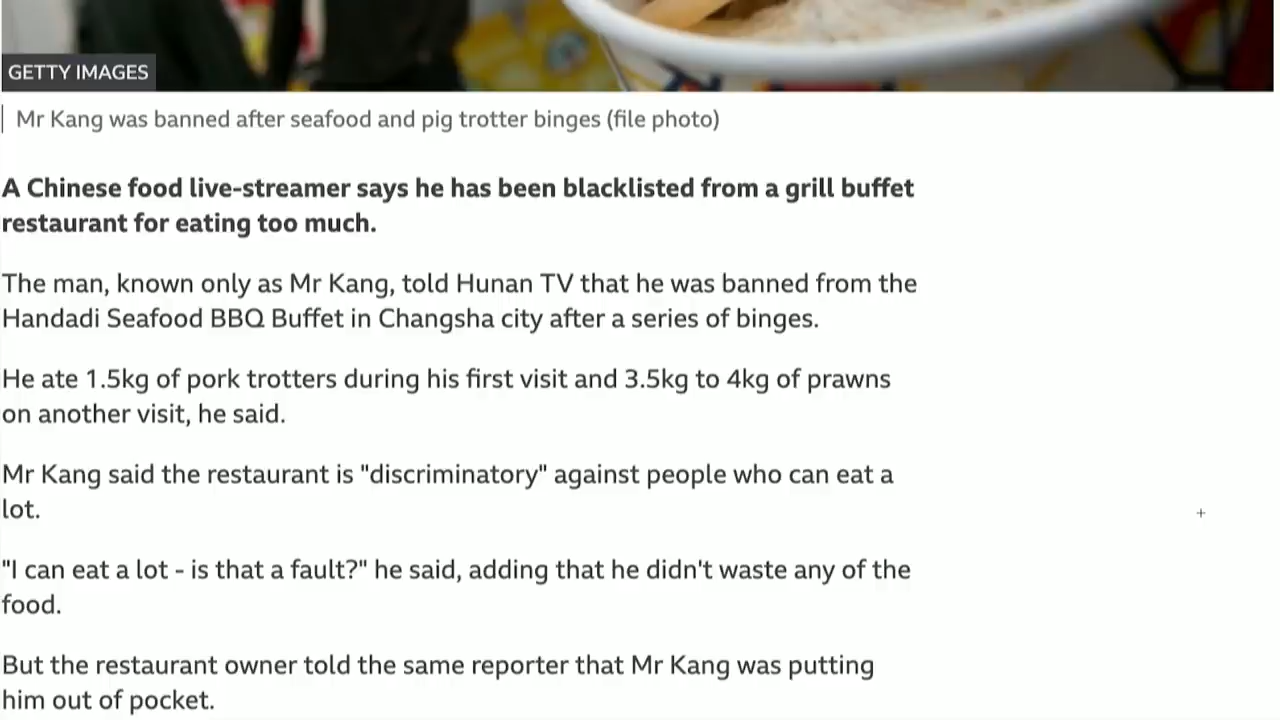 GETTY IMAGES
Mr Kang was banned after seafood and pig trotter binges (file photo)
A Chinese food live-streamer says he has been blacklisted from a grill buffet
restaurant for eating too much.
The man, known only as Mr Kang, told Hunan TV that he was banned from the
Handadi Seafood BBQ Buffet in Changsha city after a series of binges.
He ate 1.5kg of pork trotters during his first visit and 3.5kg to 4kg of prawns
on another visit, he said.
Mr Kang said the restaurant is "discriminatory" against people who can eat a
lot.
"I can eat a lot - is that a fault?" he said, adding that he didn't waste any of the
food.
But the restaurant owner told the same reporter that Mr Kang was putting
him out of pocket.